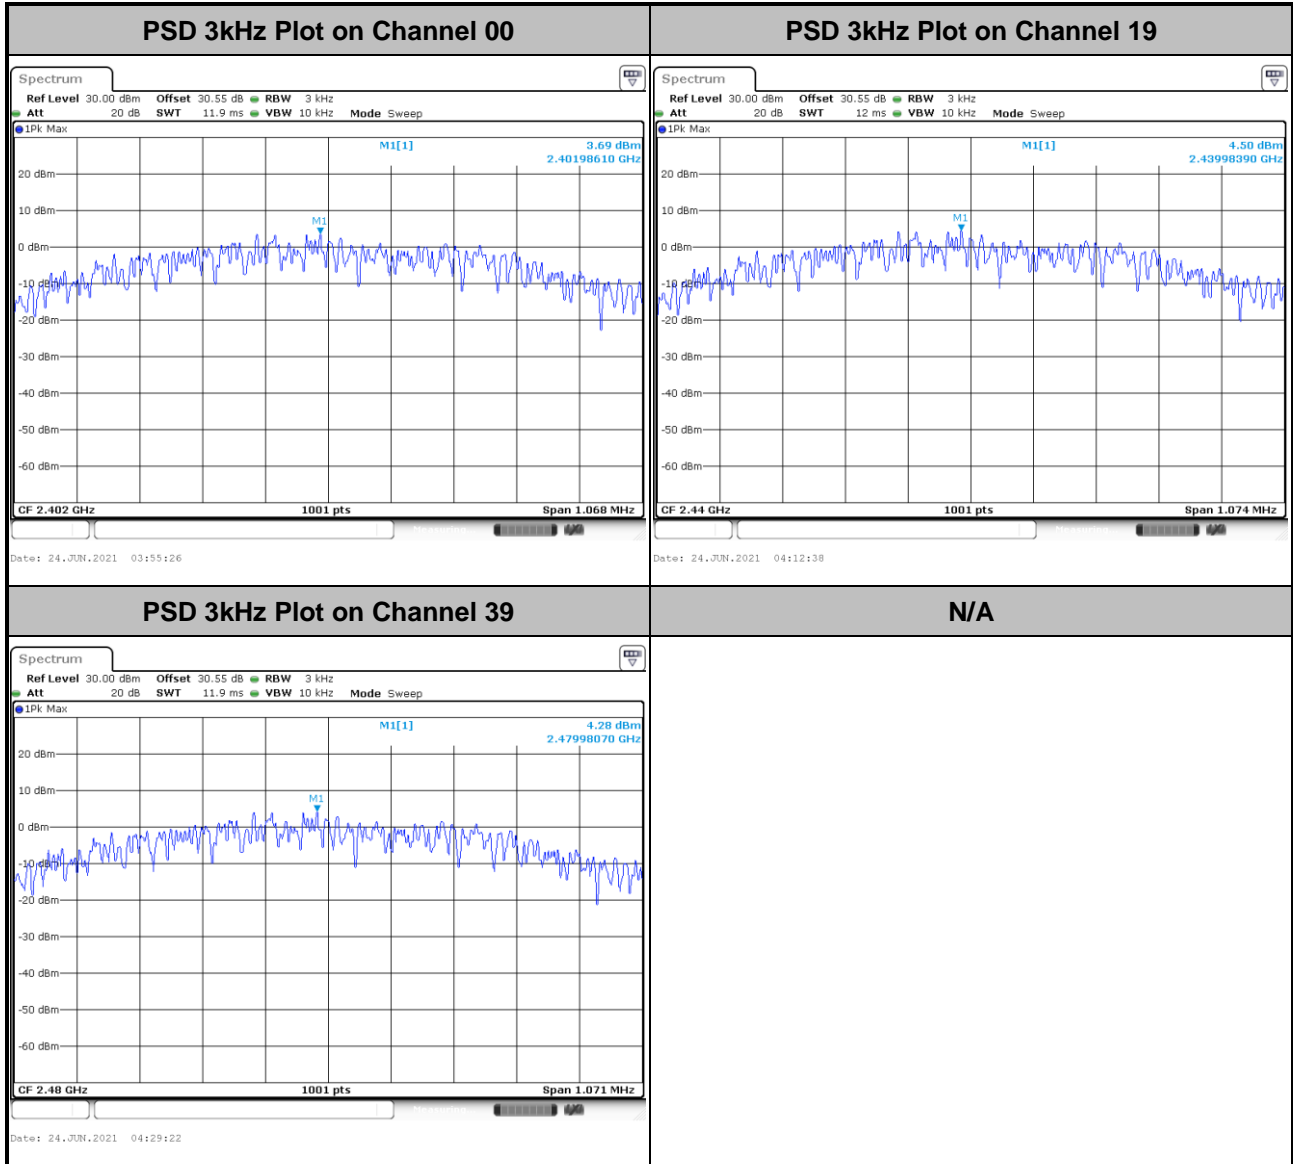 PSD 3kHz Plot on Channel 00
PSD 3kHz Plot on Channel 19
Spectrum
Ref Level 30.00 dBm Offset 30.55 dB RBW 3 kHz
Att 20 dB SWT 11.9 ms VBW 10 kHz Mode Sweep
1Pk Max
M1[1] 3.69 dBm
2.40198610 GHz
20 dBm
10 dBm
M1
0 dBm
-10 dBm
-20 dBm
-30 dBm
-40 dBm
-50 dBm
-60 dBm
CF 2.402 GHz 1001 pts Span 1.068 MHz
Measuring...
Date: 24.JUN.2021 03:55:26
Spectrum
Ref Level 30.00 dBm Offset 30.55 dB RBW 3 kHz
Att 20 dB SWT 12 ms VBW 10 kHz Mode Sweep
1Pk Max
M1[1] 4.50 dBm
2.43998390 GHz
20 dBm
10 dBm
M1
0 dBm
-10 dBm
-20 dBm
-30 dBm
-40 dBm
-50 dBm
-60 dBm
CF 2.44 GHz 1001 pts Span 1.074 MHz
Measuring...
Date: 24.JUN.2021 04:12:38
PSD 3kHz Plot on Channel 39
N/A
Spectrum
Ref Level 30.00 dBm Offset 30.55 dB RBW 3 kHz
Att 20 dB SWT 11.9 ms VBW 10 kHz Mode Sweep
1Pk Max
M1[1] 4.28 dBm
2.47998070 GHz
20 dBm
10 dBm
M1
0 dBm
-10 dBm
-20 dBm
-30 dBm
-40 dBm
-50 dBm
-60 dBm
CF 2.48 GHz 1001 pts Span 1.071 MHz
Measuring...
Date: 24.JUN.2021 04:29:22